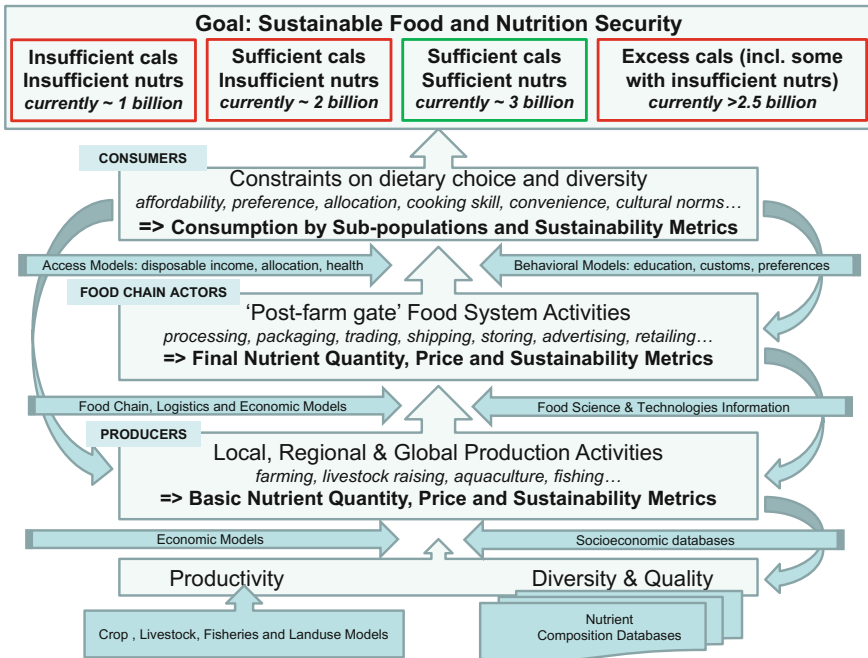 Goal: Sustainable Food and Nutrition Security
Insufficient cals
Insufficient nutrs
currently ~ 1 billion
Sufficient cals
Insufficient nutrs
currently ~ 2 billion
Sufficient cals
Sufficient nutrs
currently ~ 3 billion
Excess cals (incl. some
with insufficient nutrs)
currently >2.5 billion
CONSUMERS
Constraints on dietary choice and diversity
affordability, preference, allocation, cooking skill, convenience, cultural norms…
=> Consumption by Sub-populations and Sustainability Metrics
Access Models: disposable income, allocation, health
Behavioral Models: education, customs, preferences
FOOD CHAIN ACTORS
‘Post-farm gate’ Food System Activities
processing, packaging, trading, shipping, storing, advertising, retailing…
=> Final Nutrient Quantity, Price and Sustainability Metrics
Food Chain, Logistics and Economic Models
Food Science & Technologies Information
PRODUCERS
Local, Regional & Global Production Activities
farming, livestock raising, aquaculture, fishing…
=> Basic Nutrient Quantity, Price and Sustainability Metrics
Economic Models
Socioeconomic databases
Productivity
Diversity & Quality
Crop , Livestock, Fisheries and Landuse Models
Nutrient
Composition Databases